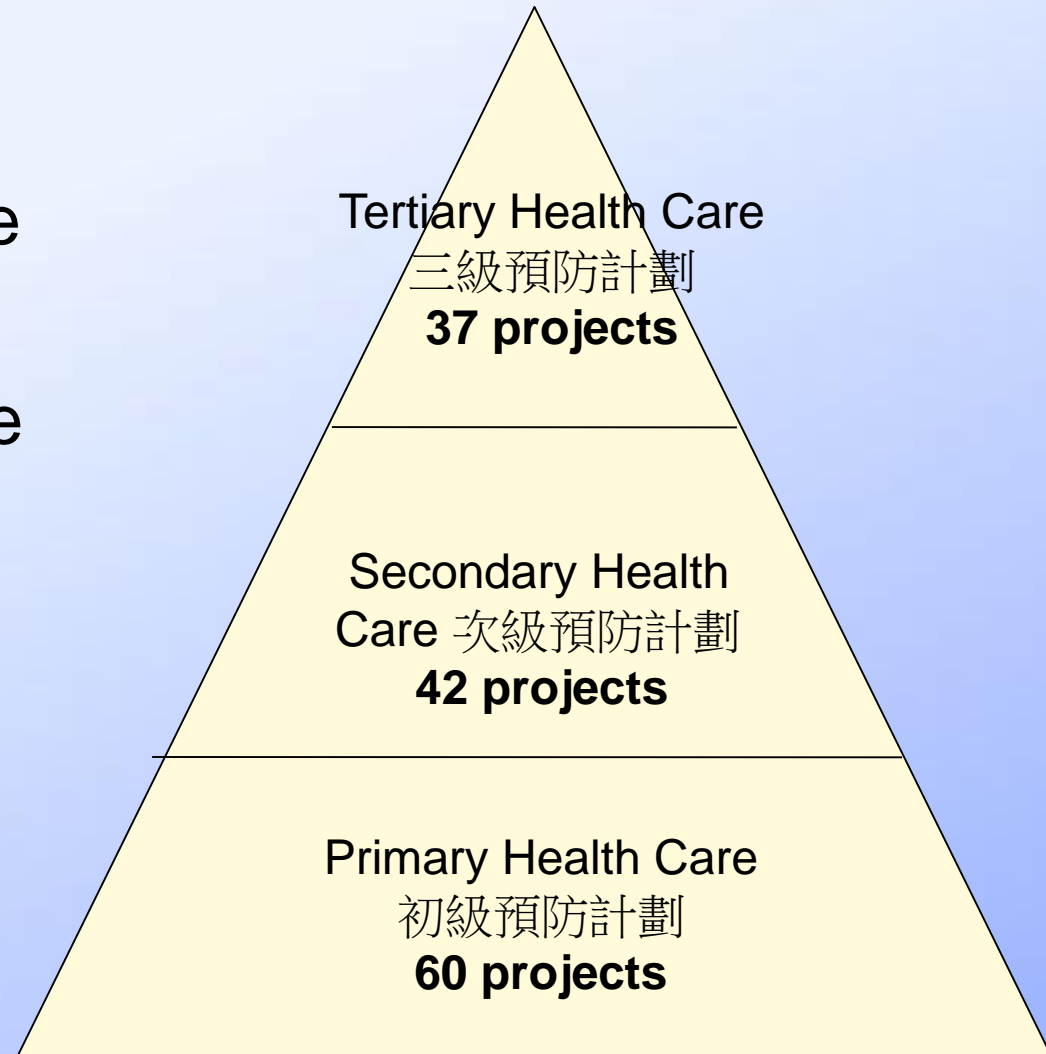 e
e
Tertiary Health Care
三級預防計劃
37 projects
Secondary Health
Care 次級預防計劃
42 projects
Primary Health Care
初級預防計劃
60 projects